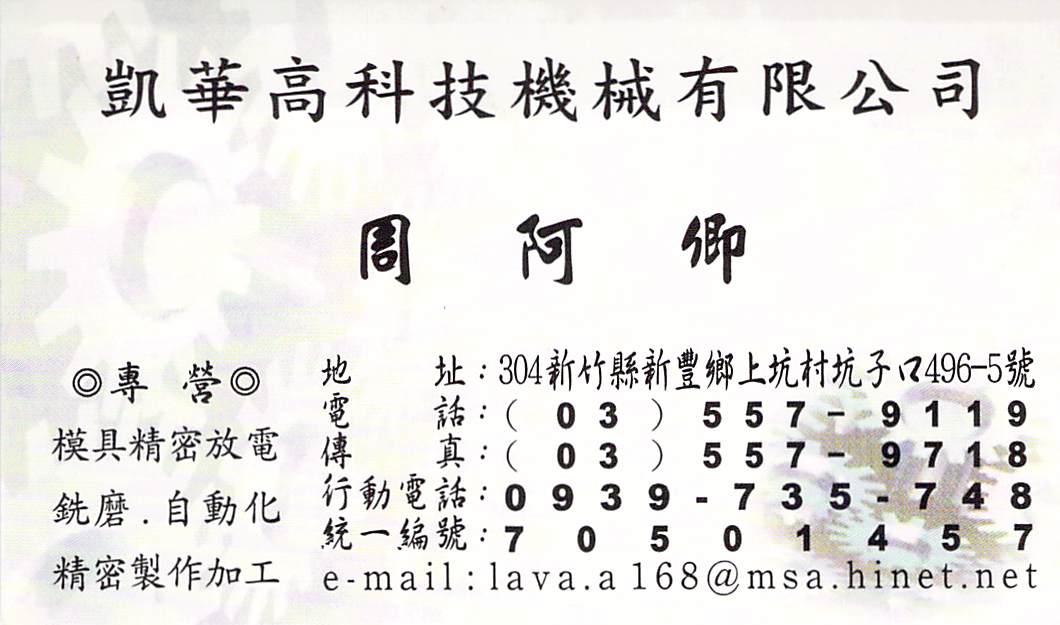 凱華高科技機械有限公司
周阿卿
◎專 營◎
模具精密放電
銑磨.自動化
精密製作加工
地址:304新竹縣新豐鄉上坑村坑子口496-5號
電話:(03)557-9119
傳真:(03)557-9718
行動電話:0939-735-748
統一編號:70501457
e-mail:lava.a168@msa.hinet.net